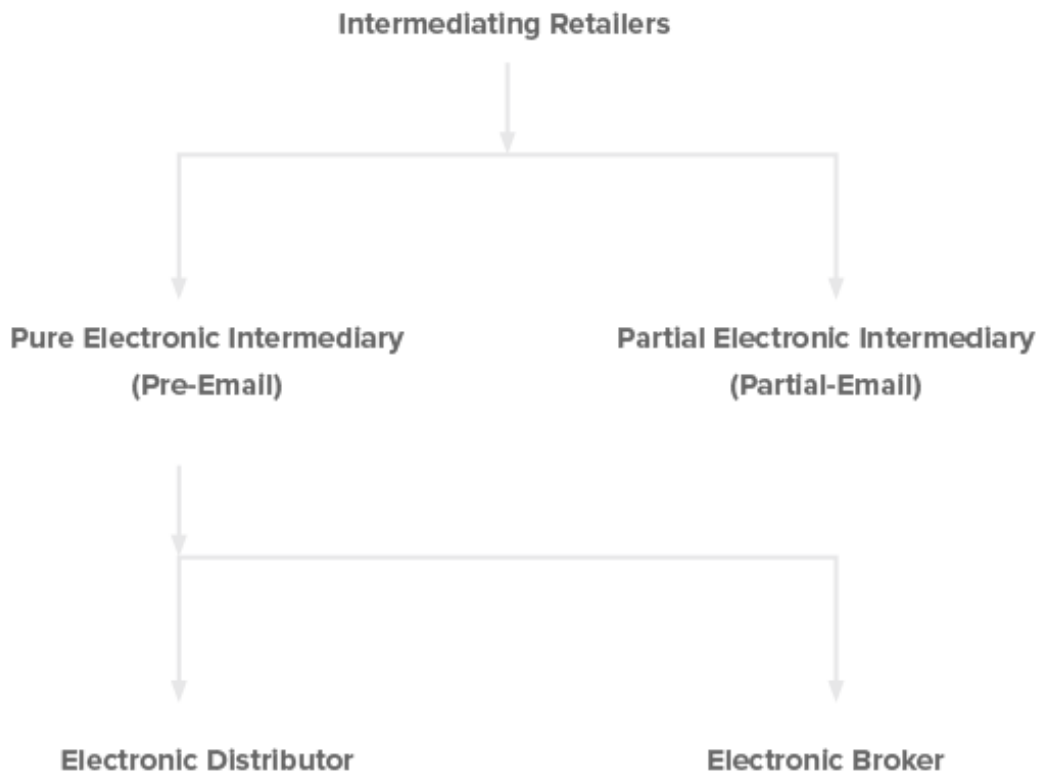 Intermediating Retailers
Pure Electronic Intermediary
(Pre-Email)
Partial Electronic Intermediary
(Partial-Email)
Electronic Distributor
Electronic Broker